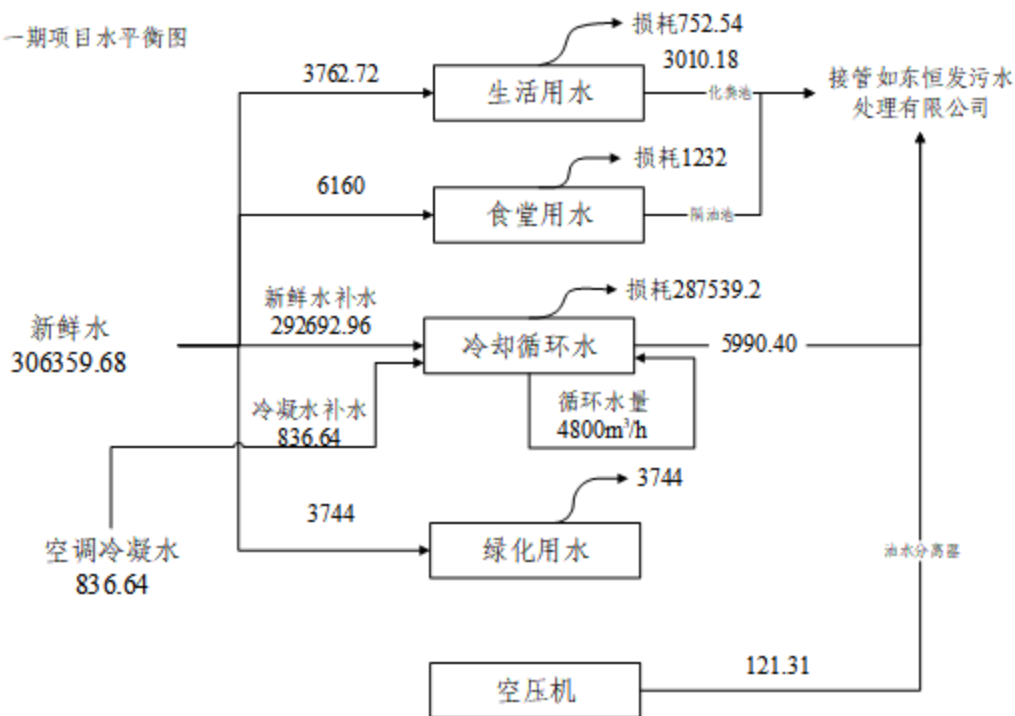 一期项目水平衡图
损耗752.54
3762.72
生活用水
3010.18
化粪池
接管如东恒发污水
处理有限公司
6160
食堂用水
损耗1232
隔油池
新鲜水
306359.68
新鲜水补水
292692.96
冷却循环水
损耗287539.2
5990.40
循环水量
4800m³/h
冷凝水补水
836.64
空调冷凝水
836.64
3744
绿化用水
3744
油水分离器
空压机
121.31